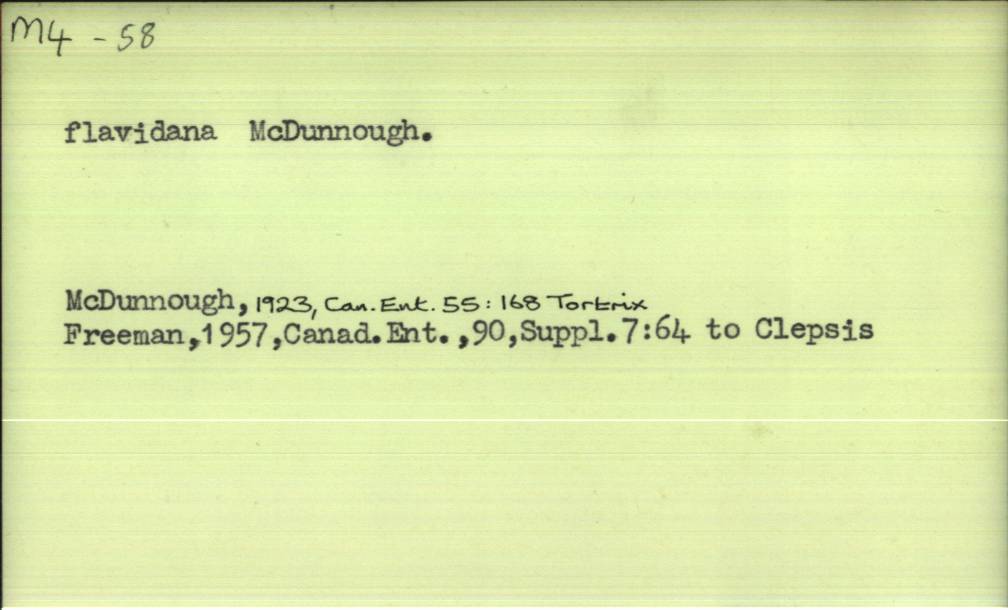 M4 - 58
flavidana McDunnough.
McDunnough, 1923, Can. Ent. 55: 168 Tortrix
Freeman,1957,Canad.Ent.,90,Suppl.7:64 to Clepsis